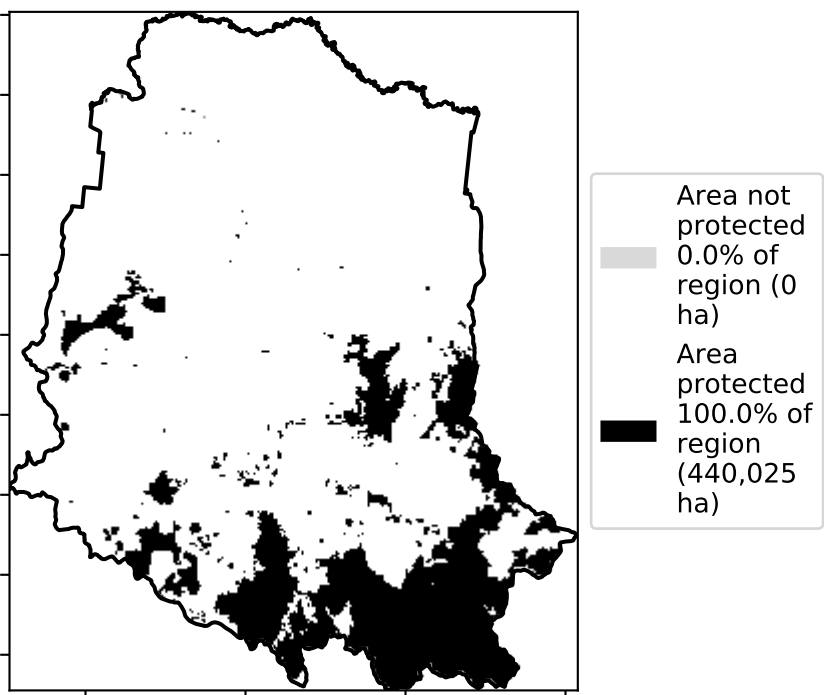 Area not
protected
0.0% of
region (0
ha)
Area
protected
100.0% of
region
(440,025
ha)